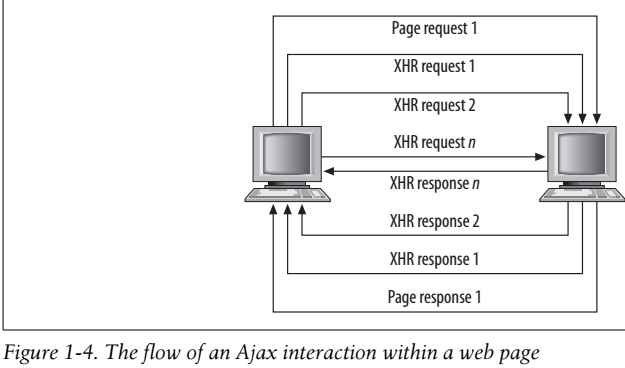 Page request 1
XHR request 1
XHR request 2
XHR request n
XHR response n
XHR response 2
XHR response 1
Page response 1
Figure 1-4. The flow of an Ajax interaction within a web page